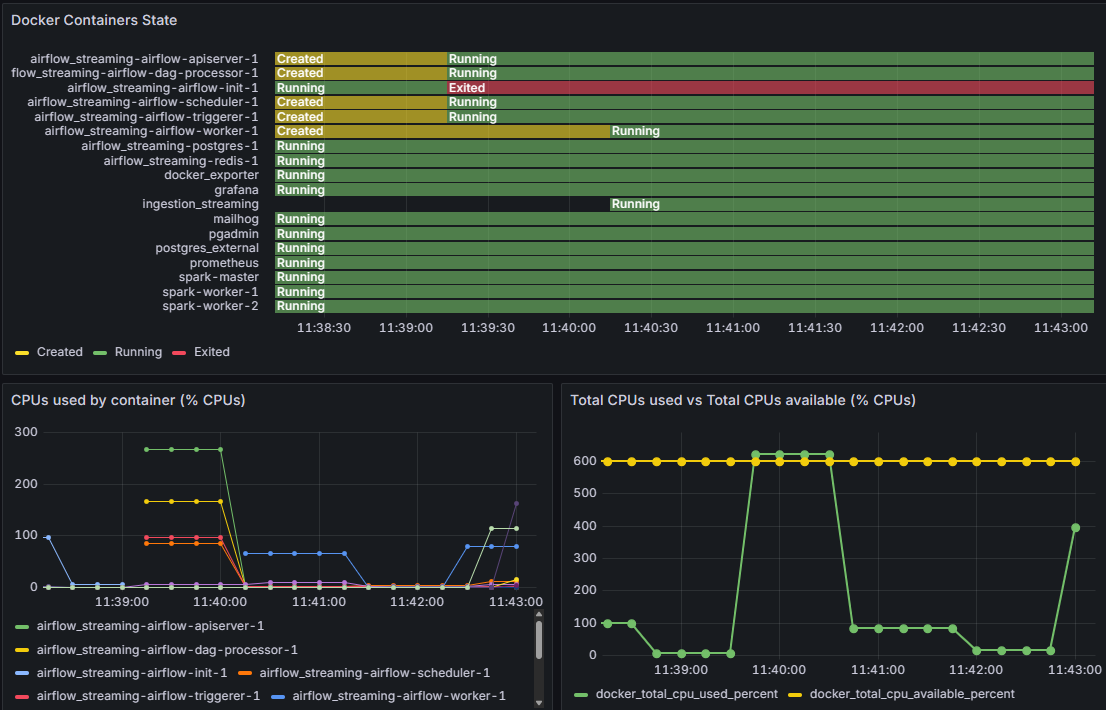 Docker Containers State
airflow_streaming-airflow-apiserver-1 Created Running
flow_streaming-airflow-dag-processor-1 Created Running
airflow_streaming-airflow-init-1 Running Exited
airflow_streaming-airflow-scheduler-1 Created Running
airflow_streaming-airflow-triggerer-1 Created Running
airflow_streaming-airflow-worker-1 Created Running
airflow_streaming-postgres-1 Running
airflow_streaming-redis-1 Running
docker_exporter Running
grafana Running
ingestion_streaming Running
mailhog Running
pgadmin Running
postgres_external Running
prometheus Running
spark-master Running
spark-worker-1 Running
spark-worker-2 Running
11:38:30 11:39:00 11:39:30 11:40:00 11:40:30 11:41:00 11:41:30 11:42:00 11:42:30 11:43:00
Created Running Exited
CPUs used by container (% CPUs)
300
200
100
0
11:39:00 11:40:00 11:41:00 11:42:00 11:43:00
airflow_streaming-airflow-apiserver-1
airflow_streaming-airflow-dag-processor-1
airflow_streaming-airflow-init-1 airflow_streaming-airflow-scheduler-1
airflow_streaming-airflow-triggerer-1 airflow_streaming-airflow-worker-1
Total CPUs used vs Total CPUs available (% CPUs)
600
500
400
300
200
100
0
11:39:00 11:40:00 11:41:00 11:42:00 11:43:00
docker_total_cpu_used_percent docker_total_cpu_available_percent